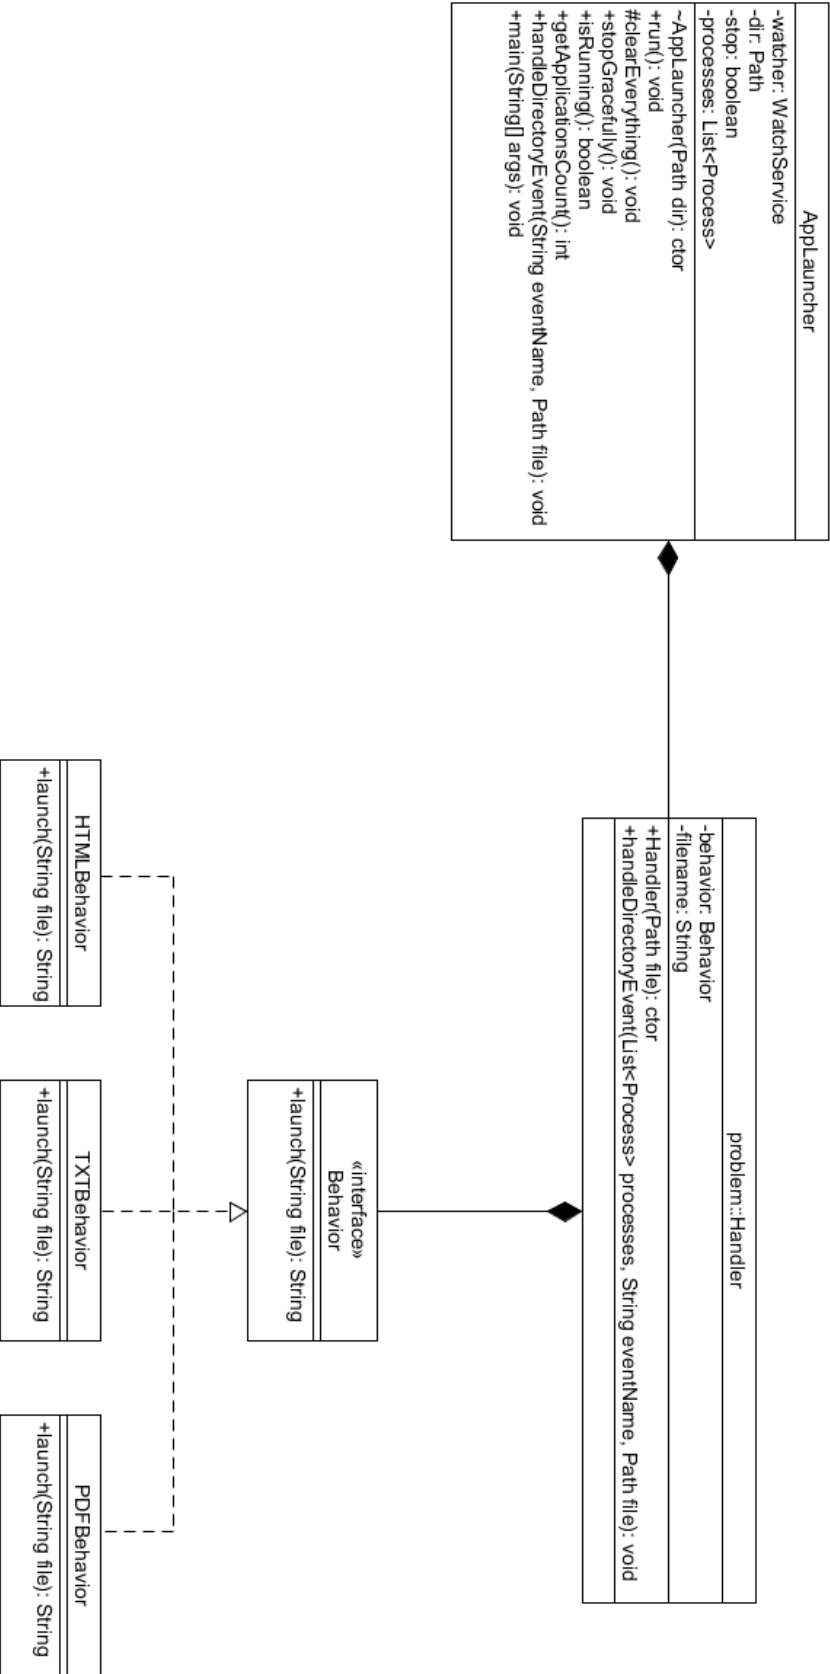 AppLauncher
-watcher: WatchService
-dir: Path
-stop: boolean
-processes: List<Process>
~AppLauncher(Path dir): ctor
+run(): void
#clearEverything(): void
+stopGracefully(): void
+isRunning(): boolean
+getApplicationsCount(): int
+handleDirectoryEvent(String eventName, Path file): void
+main(String[] args): void
problem::Handler
-behavior: Behavior
-filename: String
+Handler(Path file): ctor
+handleDirectoryEvent(List<Process> processes, String eventName, Path file): void
«interface»
Behavior
+launch(String file): String
HTMLBehavior
+launch(String file): String
TXTBehavior
+launch(String file): String
PDFBehavior
+launch(String file): String